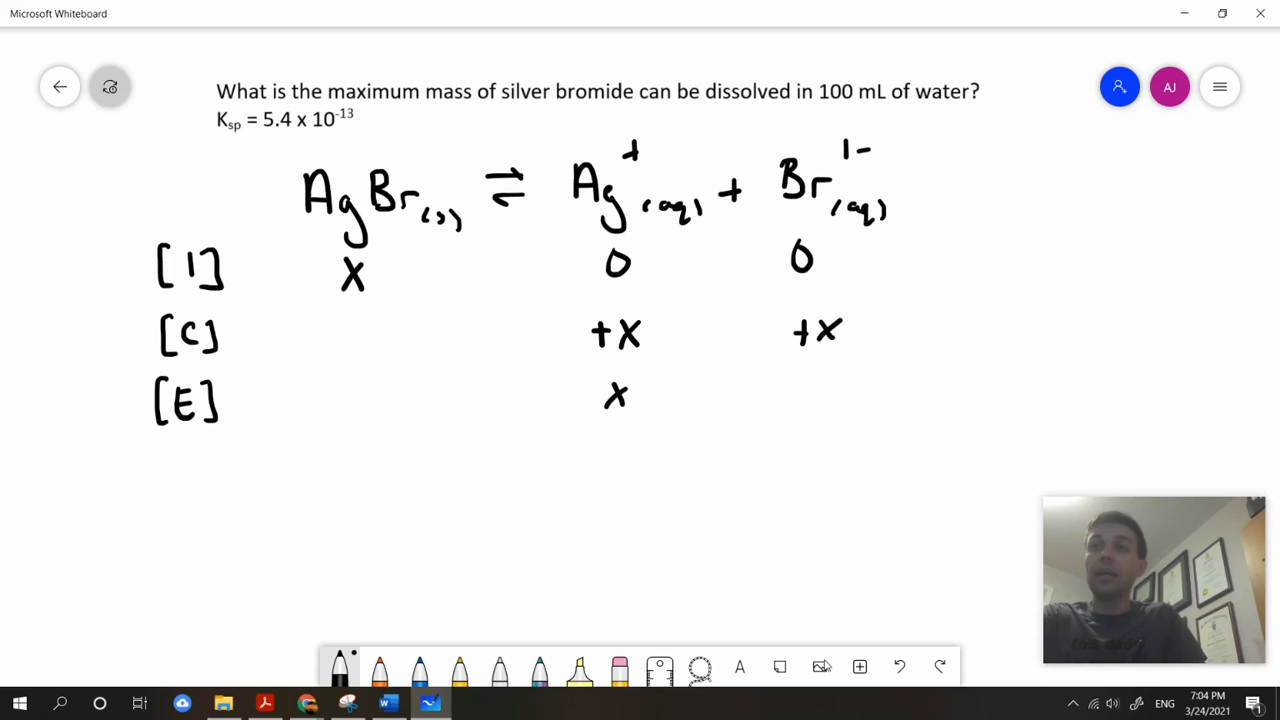 Microsoft Whiteboard
AJ
What is the maximum mass of silver bromide can be dissolved in 100 mL of water?
Ksp = 5.4 x 10-13
AgBr(s) ⇌ Ag+(aq) + Br1-(aq)
[I] X 0 0
[C] +X +X
[E] X
A
ENG
7:04 PM
3/24/2021
1